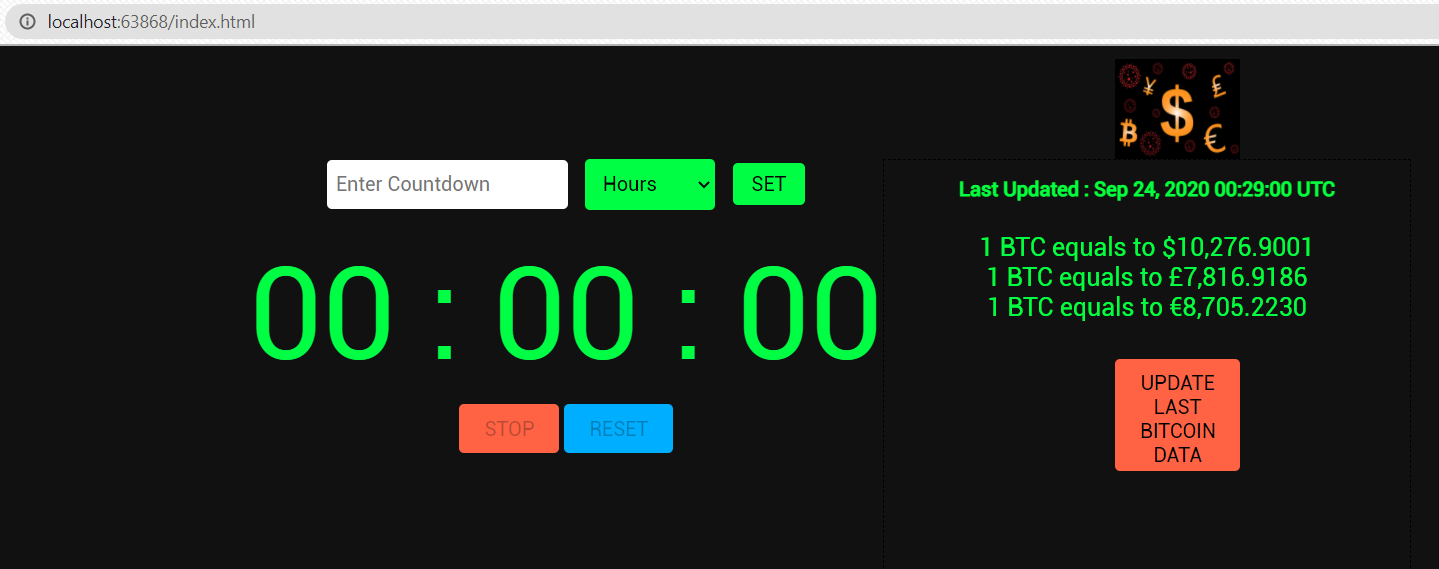 localhost:63868/index.html
Enter Countdown
Hours
SET
00 : 00 : 00
STOP
RESET
¥
£
$
₿
€
Last Updated : Sep 24, 2020 00:29:00 UTC
1 BTC equals to $10,276.9001
1 BTC equals to £7,816.9186
1 BTC equals to €8,705.2230
UPDATE
LAST
BITCOIN
DATA